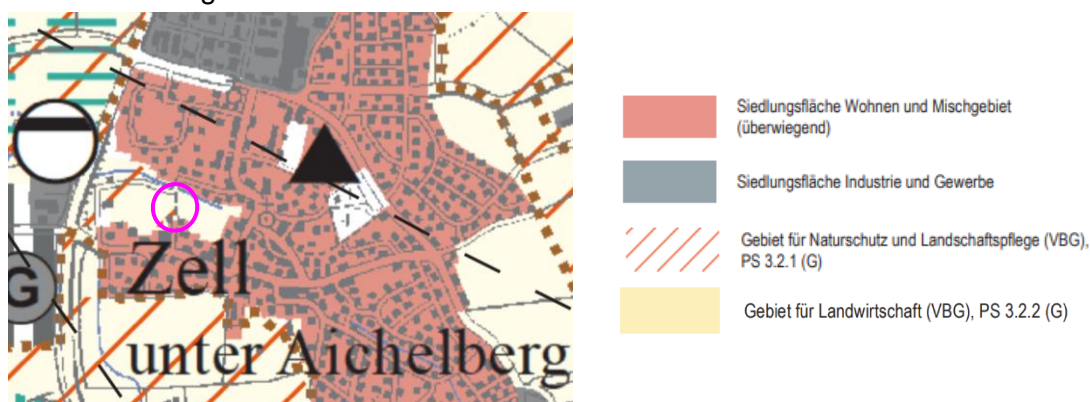 G
Zell
unter Aichelberg
Siedlungsfläche Wohnen und Mischgebiet
(überwiegend)
Siedlungsfläche Industrie und Gewerbe
Gebiet für Naturschutz und Landschaftspflege (VBG),
PS 3.2.1 (G)
Gebiet für Landwirtschaft (VBG), PS 3.2.2 (G)